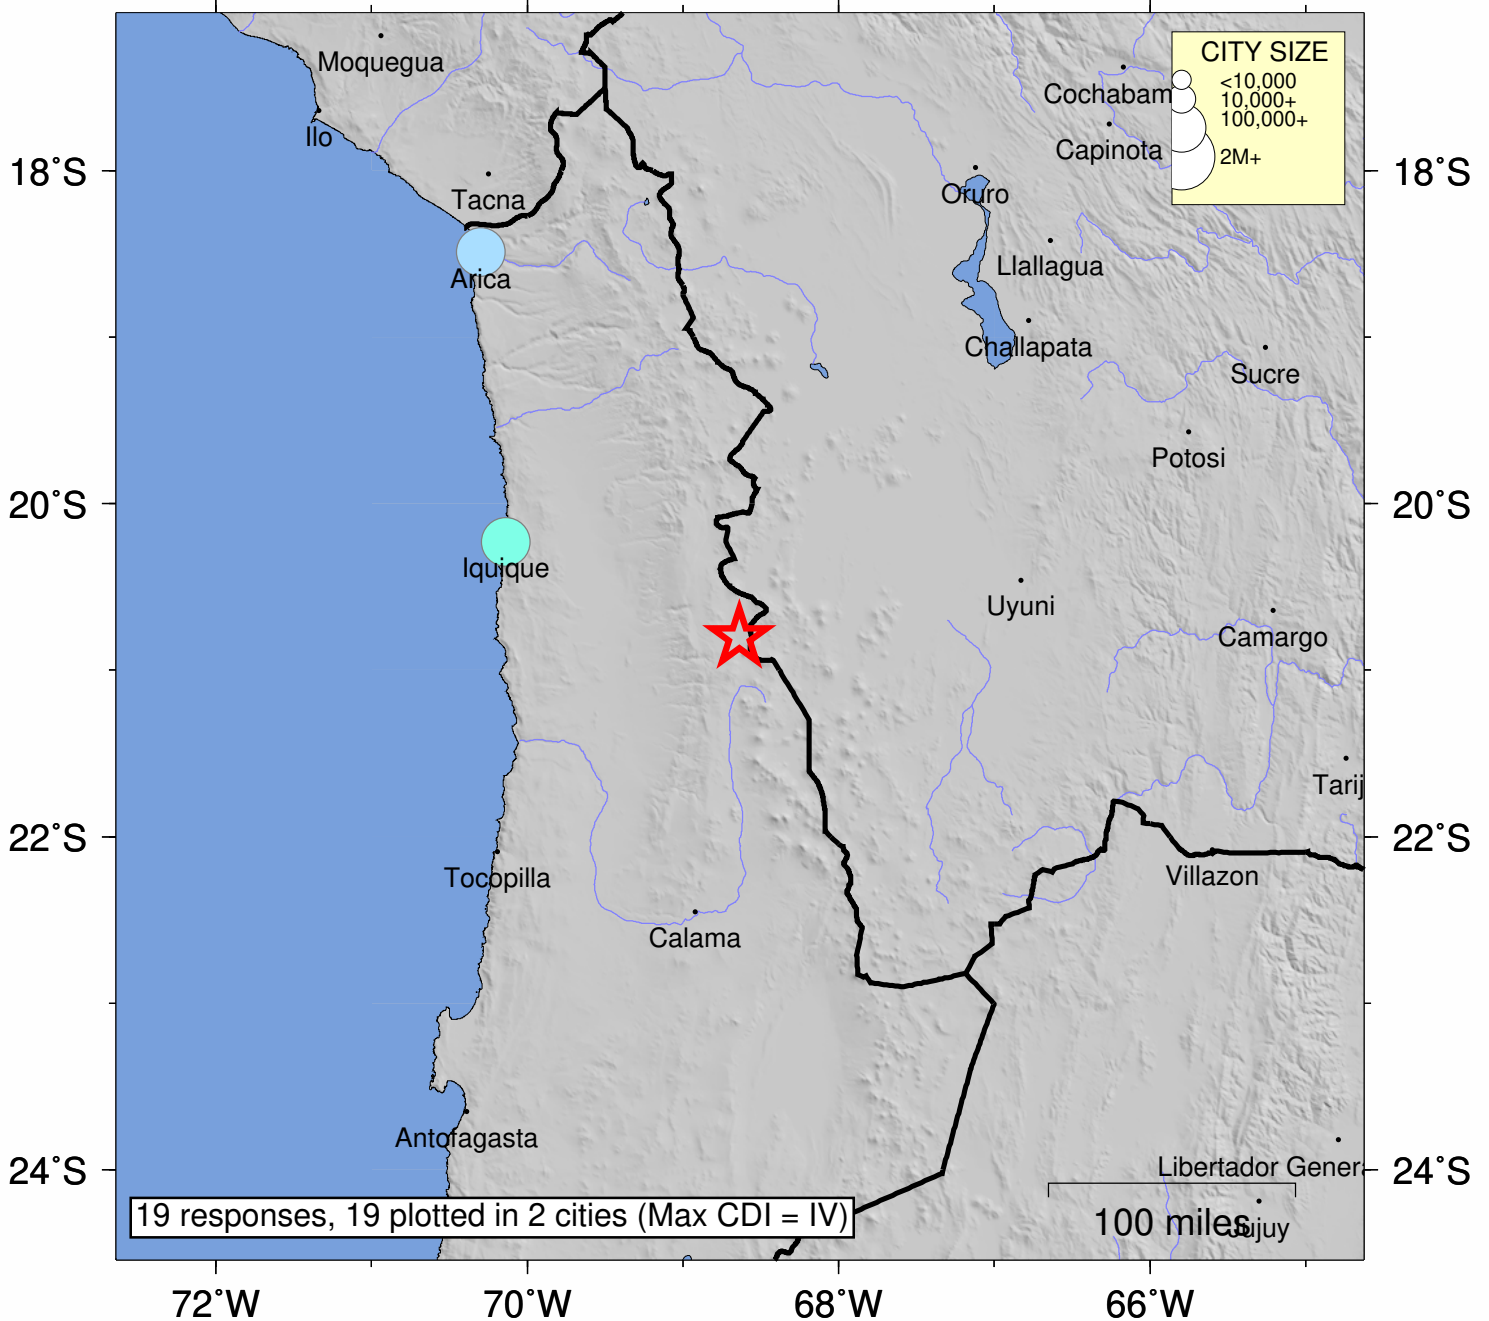 Moquegua
Ilo
Tacna
Arica
Cochabam
Capinota
Oruro
Llallagua
Challapata
Sucre
Potosi
Iquique
Uyuni
Camargo
Tarij
Tocopilla
Calama
Villazon
Antofagasta
Libertador Genera
Jujuy
CITY SIZE
<10,000
10,000+
100,000+
2M+
18°S
20°S
22°S
24°S
18°S
20°S
22°S
24°S
19 responses, 19 plotted in 2 cities (Max CDI = IV)
100 miles
72°W
70°W
68°W
66°W